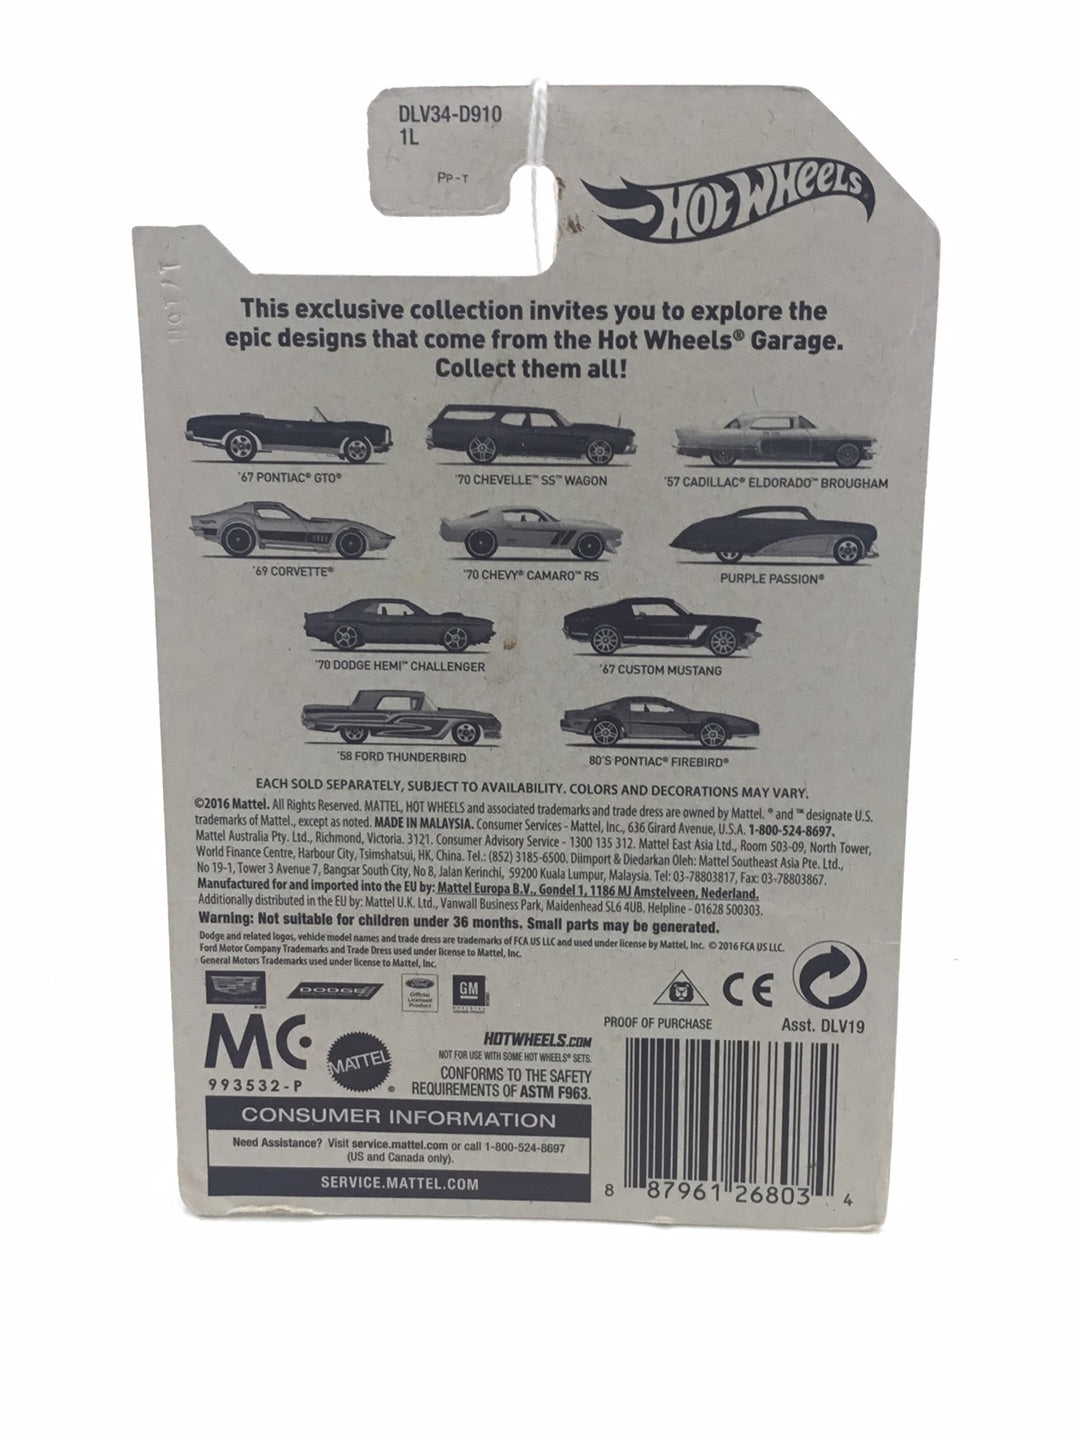 DLV34-D910
1L
PP-T
HOT WHEELS
This exclusive collection invites you to explore the
epic designs that come from the Hot Wheels® Garage.
Collect them all!
'67 PONTIAC® GTO®
'70 CHEVELLE™ SS™ WAGON
'57 CADILLAC® ELDORADO™ BROUGHAM
'69 CORVETTE®
'70 CHEVY® CAMARO™ RS
PURPLE PASSION®
'70 DODGE HEMI™ CHALLENGER
'67 CUSTOM MUSTANG
'58 FORD THUNDERBIRD
80'S PONTIAC® FIREBIRD®
EACH SOLD SEPARATELY, SUBJECT TO AVAILABILITY. COLORS AND DECORATIONS MAY VARY.
©2016 Mattel. All Rights Reserved. MATTEL, HOT WHEELS and associated trademarks and trade dress are owned by Mattel. ® and ™ designate U.S.
trademarks of Mattel., except as noted. MADE IN MALAYSIA. Consumer Services - Mattel, Inc., 636 Girard Avenue, U.S.A. 1-800-524-8697.
Mattel Australia Pty. Ltd., Richmond, Victoria. 3121. Consumer Advisory Service - 1300 135 312. Mattel East Asia Ltd., Room 503-09, North Tower,
World Finance Centre, Harbour City, Tsimshatsui, HK, China. Tel.: (852) 3185-6500. Diimport & Diedarkan Oleh: Mattel Southeast Asia Pte. Ltd.,
No 19-1, Tower 3 Avenue 7, Bangsar South City, No 8, Jalan Kerinchi, 59200 Kuala Lumpur, Malaysia. Tel: 03-78803817, Fax: 03-78803867.
Manufactured for and imported into the EU by: Mattel Europa B.V., Gondel 1, 1186 MJ Amstelveen, Nederland.
Additionally distributed in the EU by: Mattel U.K. Ltd., Vanwall Business Park, Maidenhead SL6 4UB. Helpline - 01628 500303.
Warning: Not suitable for children under 36 months. Small parts may be generated.
Dodge and related logos, vehicle model names and trade dress are trademarks of FCA US LLC and used under license by Mattel, Inc. © 2016 FCA US LLC.
Ford Motor Company Trademarks and Trade Dress used under license to Mattel, Inc.
General Motors Trademarks used under license to Mattel, Inc.
DODGE
Ford
Official
Licensed
Product
GM
CE
PROOF OF PURCHASE
Asst. DLV19
MC
993532-P
MATTEL®
HOTWHEELS.COM
NOT FOR USE WITH SOME HOT WHEELS® SETS.
CONFORMS TO THE SAFETY
REQUIREMENTS OF ASTM F963.
CONSUMER INFORMATION
Need Assistance? Visit service.mattel.com or call 1-800-524-8697
(US and Canada only).
SERVICE.MATTEL.COM
8 87961 26803 4